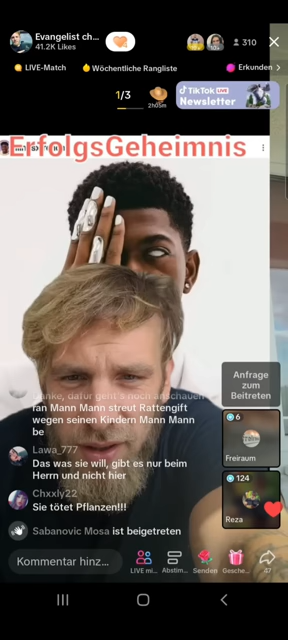 Evangelist ch...
41.2K Likes
310
LIVE-Match
Wöchentliche Rangliste
Erkunden
1/3
2h05m
TikTok LIVE
Newsletter
ErfolgsGeheimnis
Anfrage
zum
Beitreten
6
Freiraum
124
Reza
Danke, dafür geht's noch anschauen
ran Mann Mann streut Rattengift
wegen seinen Kindern Mann Mann
be
Lawa_777
Das was sie will, gibt es nur beim
Herrn und nicht hier
Chxxly22
Sie tötet Pflanzen!!!
Sabanovic Mosa ist beigetreten
Kommentar hinz...
LIVE mi...
Abstim...
Senden
Gesche...
47